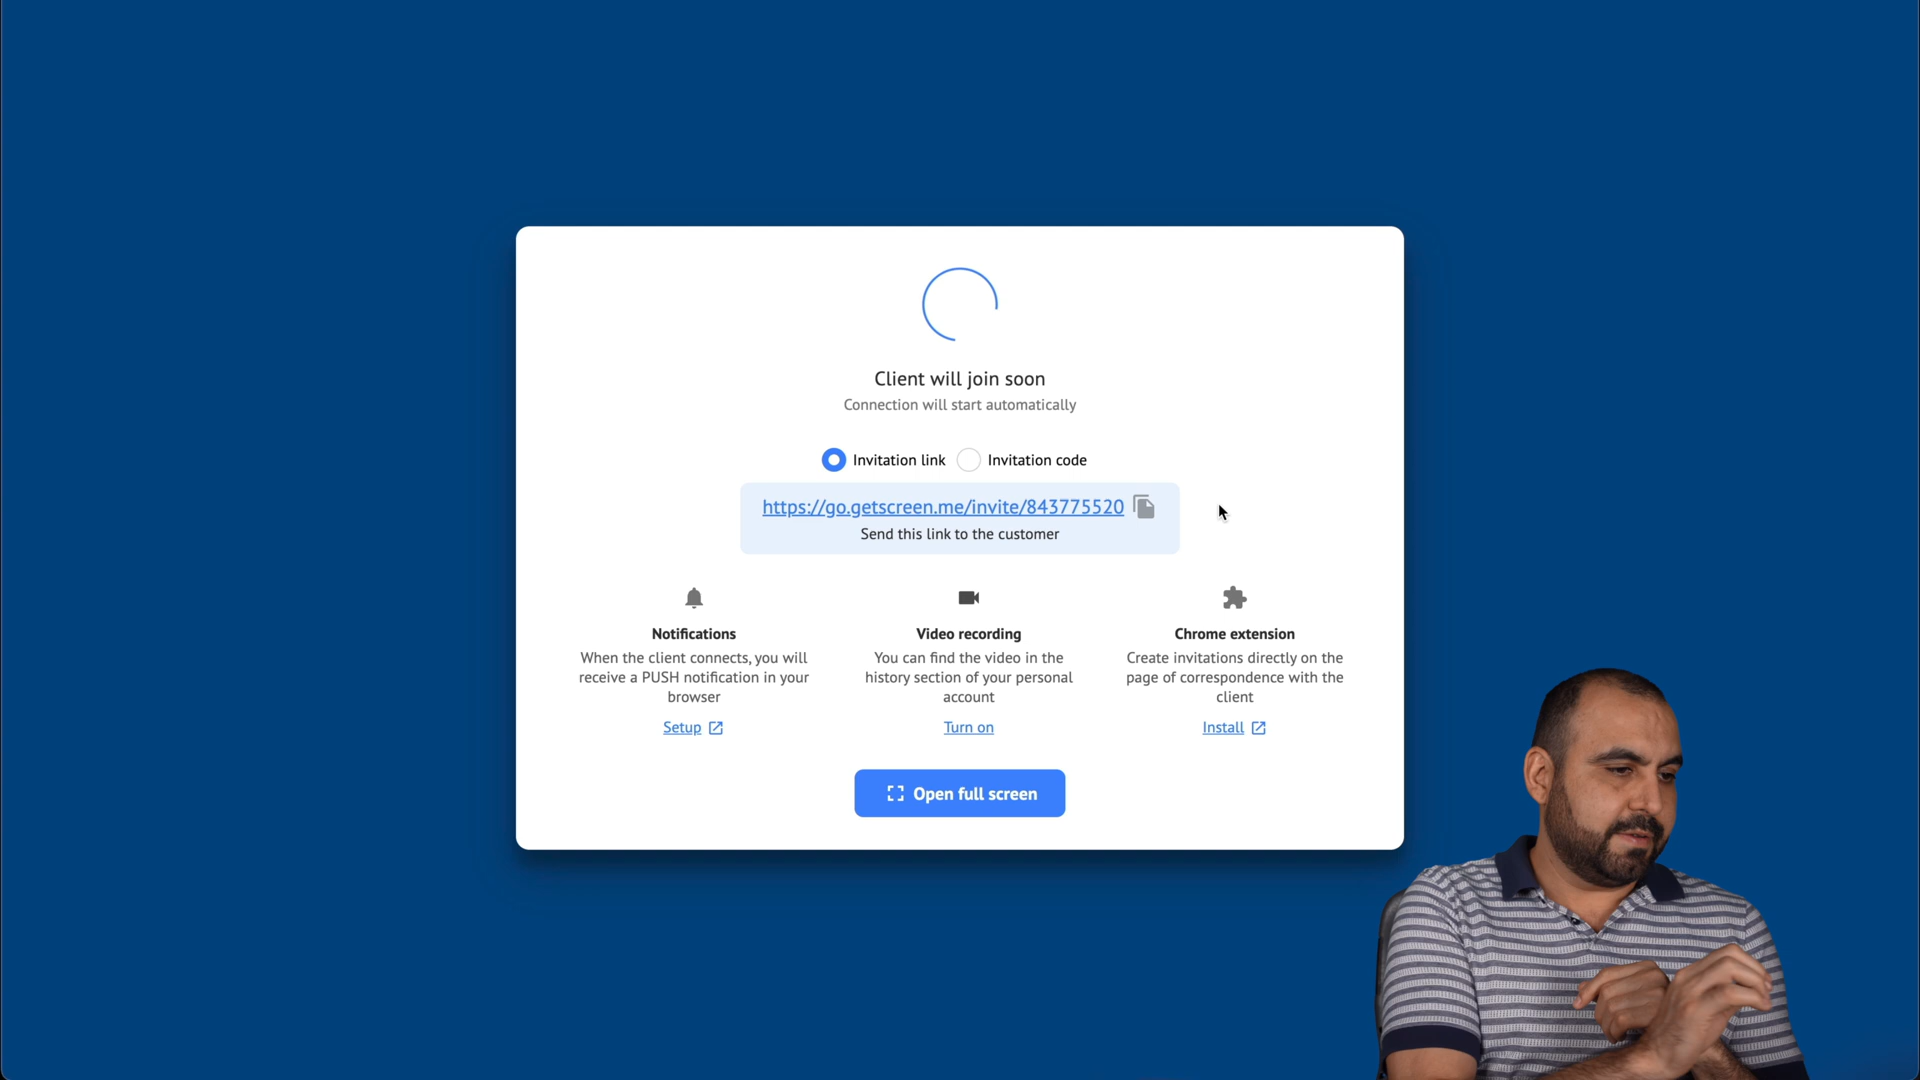 Client will join soon
Connection will start automatically
Invitation link Invitation code
https://go.getscreen.me/invite/843775520
Send this link to the customer
Notifications
When the client connects, you will
receive a PUSH notification in your
browser
Setup
Video recording
You can find the video in the
history section of your personal
account
Turn on
Chrome extension
Create invitations directly on the
page of correspondence with the
client
Install
Open full screen